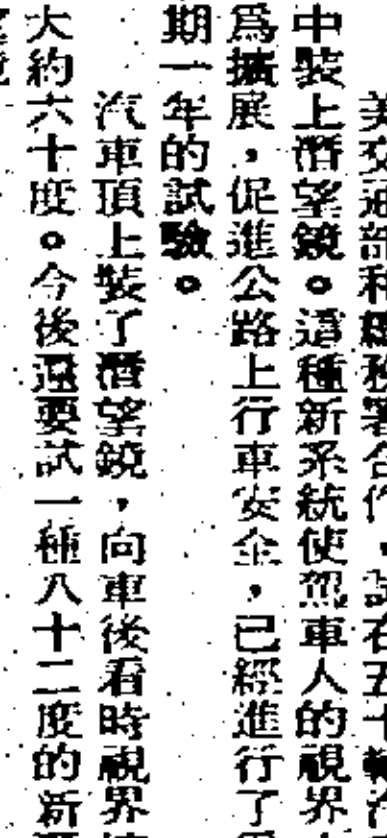 美交通部和總務署合作，試在五十輛汽
中裝上潛望鏡。這種新系統使駕車人的視界
爲擴展，促進公路上行車安全，已經進行了
期一年的試驗。
汽車頂上裝了潛望鏡，向車後看時視界
大約六十度。今後還要試一種八十二度的新